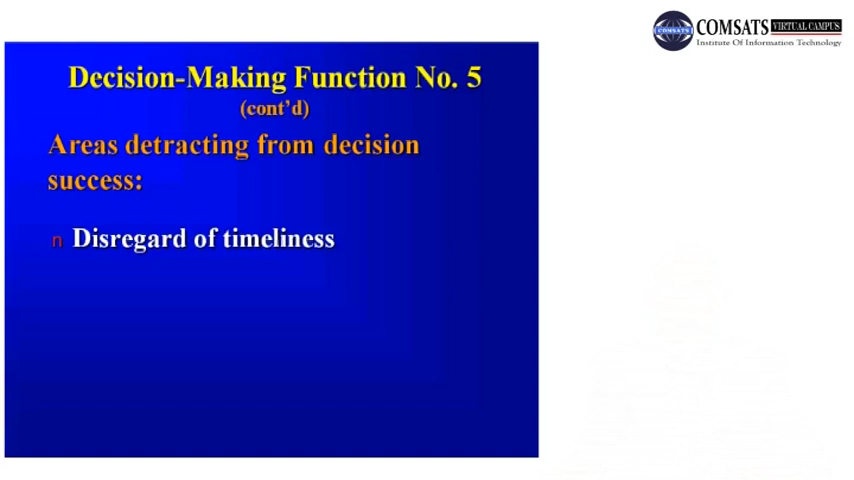 COMSATS VIRTUAL CAMPUS
COMSATS
Institute Of Information Technology
Decision-Making Function No. 5
(cont’d)
Areas detracting from decision
success:
n Disregard of timeliness